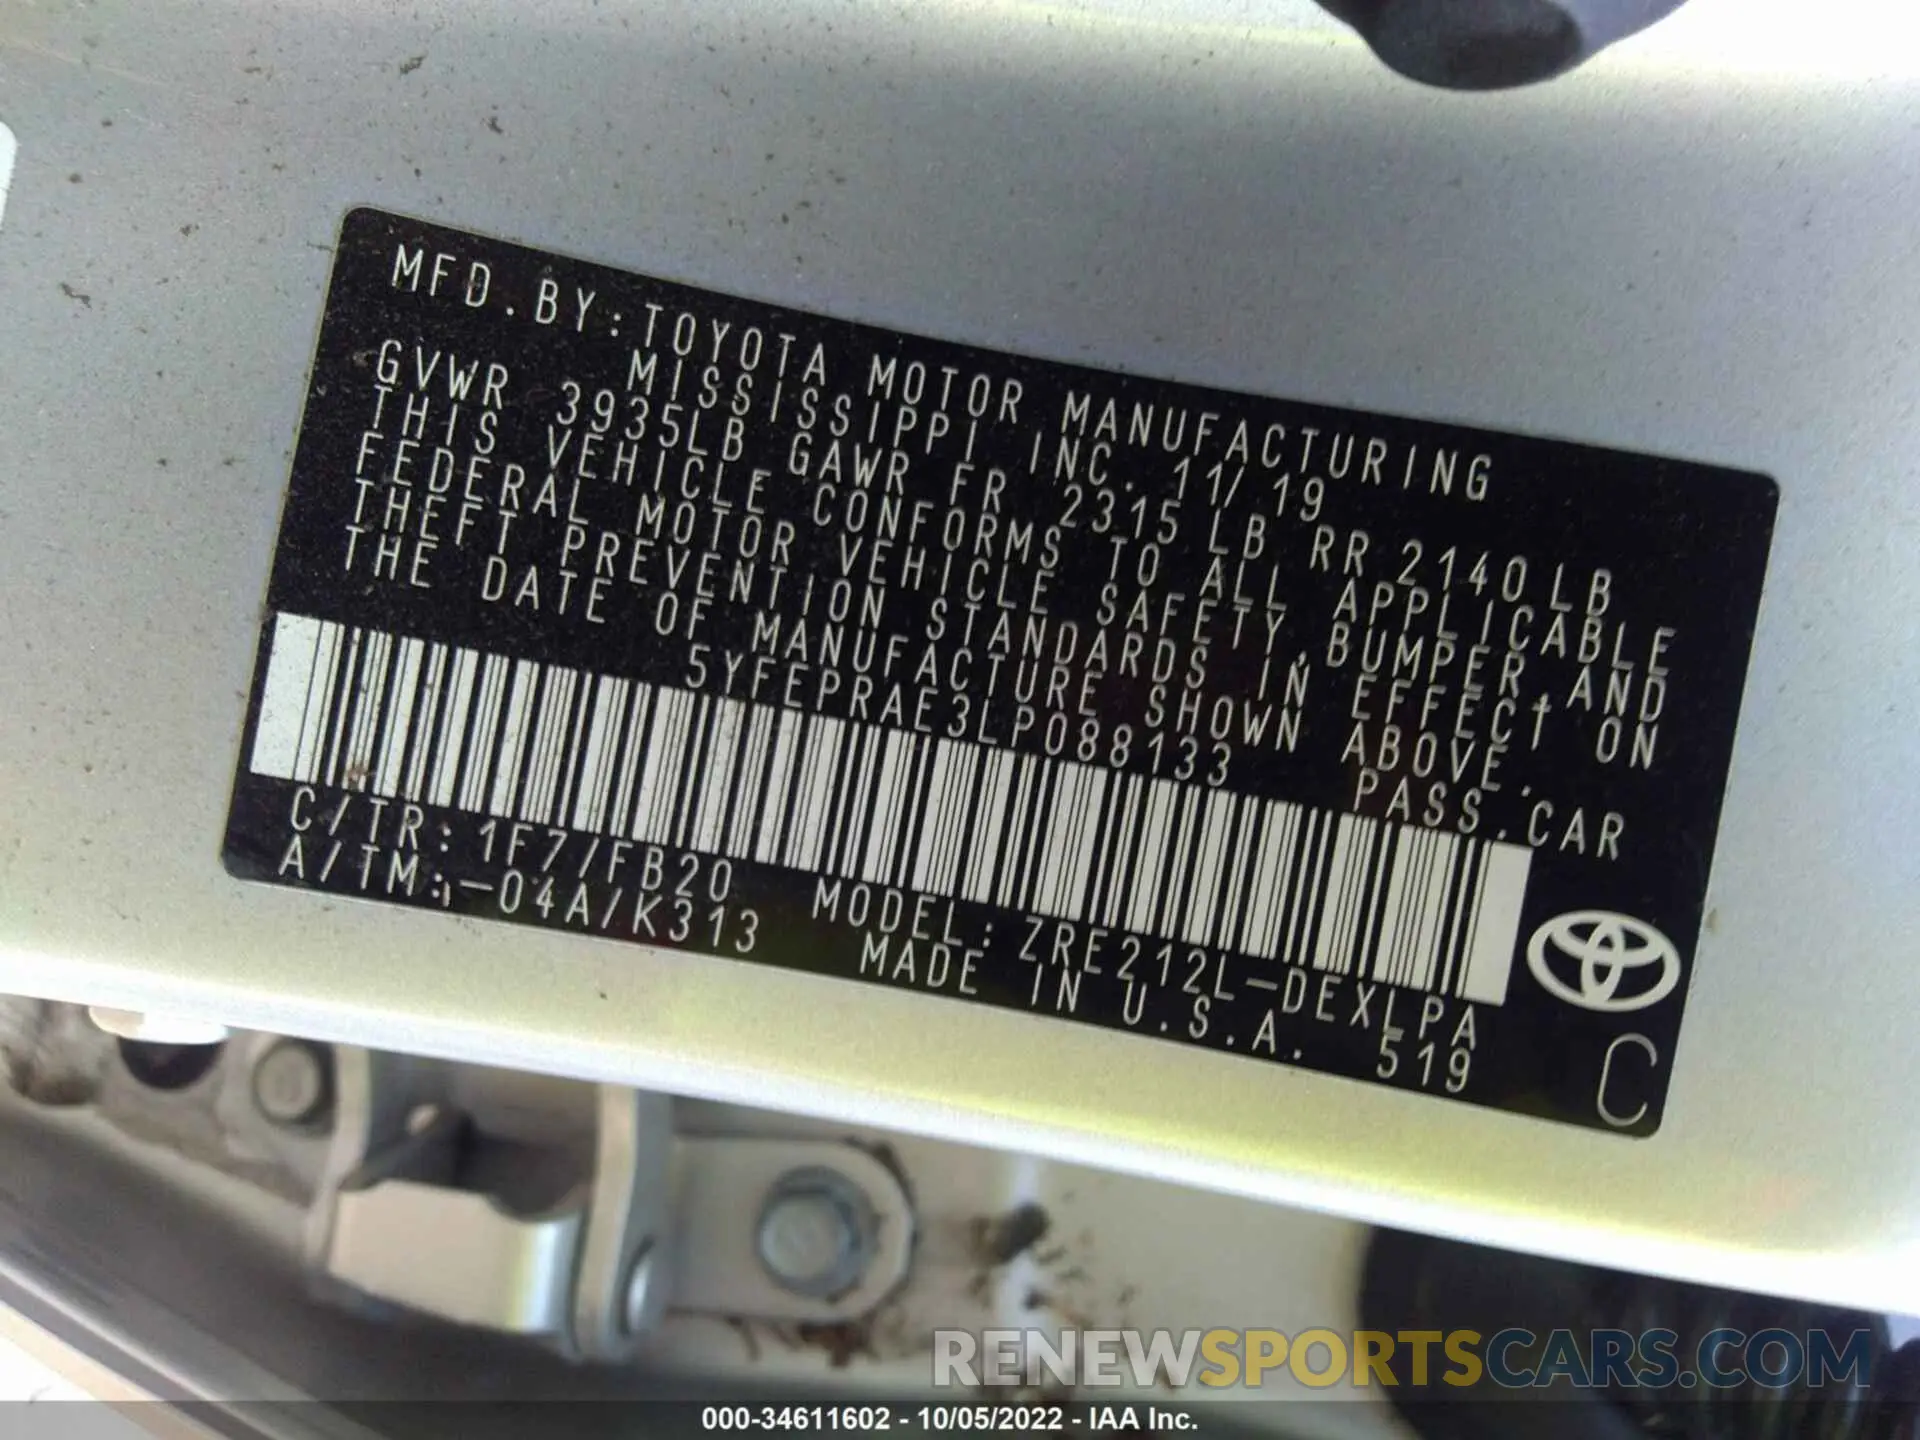 MFD.BY:TOYOTA MOTOR MANUFACTURING
MISSISSIPPI INC. 11/19
GVWR 3935LB GAWR FR 2315LB RR 2140LB
THIS VEHICLE CONFORMS TO ALL APPLICABLE
FEDERAL MOTOR VEHICLE SAFETY, BUMPER, AND
THEFT PREVENTION STANDARDS IN EFFECT ON
THE DATE OF MANUFACTURE SHOWN ABOVE.
5YFEPRAE3LP088133 PASS.CAR
C/TR: 1F7/FB20 MODEL: ZRE212L-DEXLPA
A/TM: -04A/K313 MADE IN U.S.A. 519
C
RENEWSPORTSCARS.COM
000-34611602 - 10/05/2022 - IAA Inc.